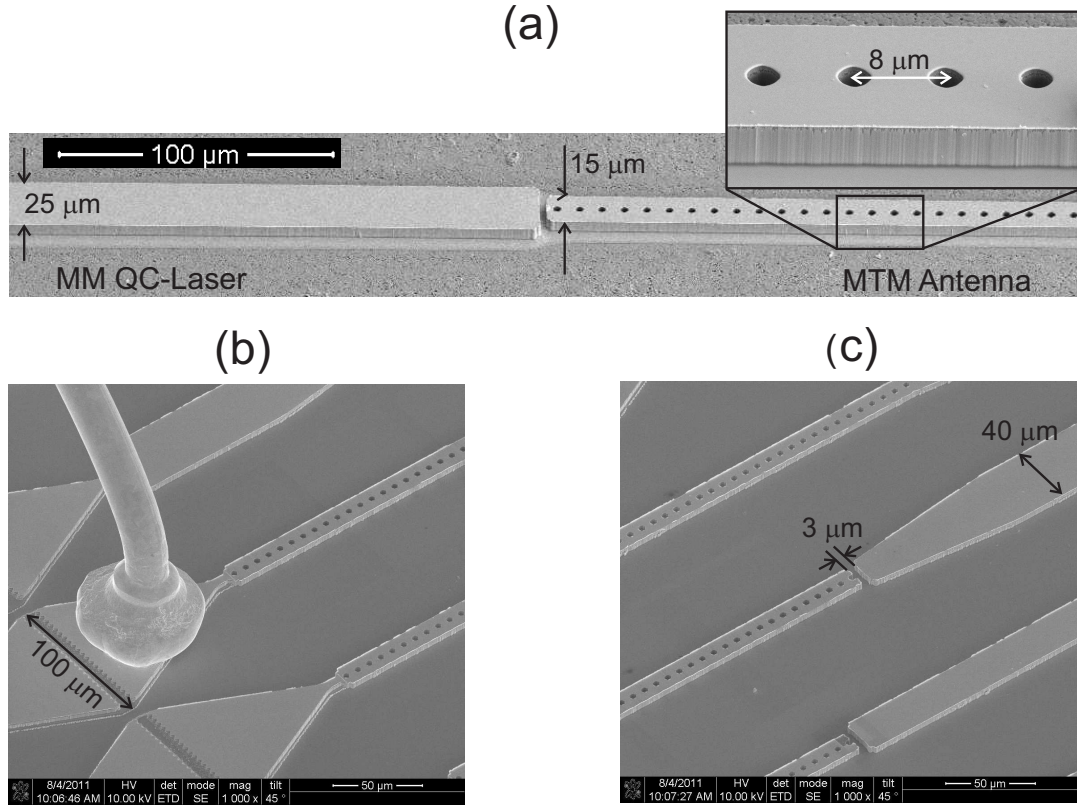 (a)
8 μm
100 μm
15 μm
25 μm
MM QC-Laser
MTM Antenna
(b)
100 μm
8/4/2011 HV det mode mag tilt 50 μm
10:06:46 AM 10.00 kV ETD SE 1 000 x 45 °
(c)
40 μm
3 μm
8/4/2011 HV det mode mag tilt 50 μm
10:07:27 AM 10.00 kV ETD SE 1 000 x 45 °